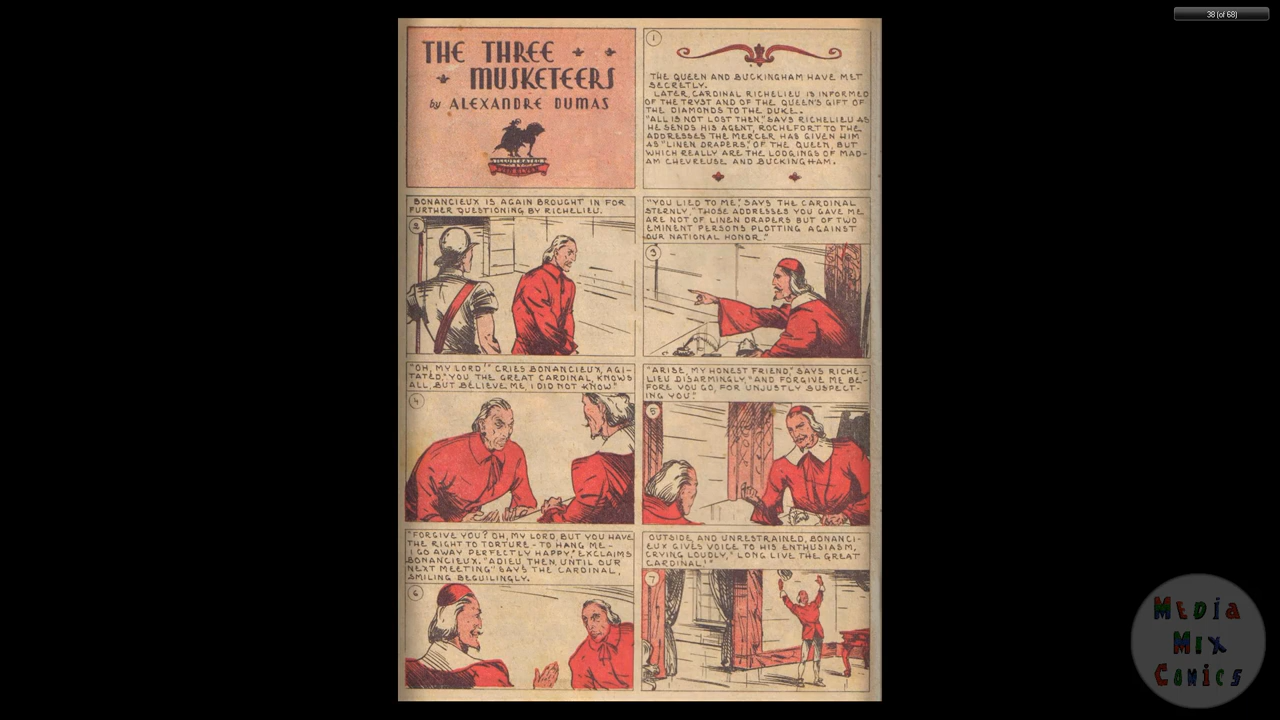 38 (of 68)
THE THREE
MUSKETEERS
by ALEXANDRE DUMAS
ILLUSTRATED
1
THE QUEEN AND BUCKINGHAM HAVE MET
SECRETLY.
LATER CARDINAL RICHELIEU IS INFORMED
OF THE TRYST AND OF THE QUEEN'S GIFT OF
THE DIAMONDS TO THE DUKE.
"ALL IS NOT LOST THEN," SAYS RICHELIEU AS
HE SENDS HIS AGENT, ROCHEFORT TO THE
ADDRESSES THE MERCER HAS GIVEN HIM
AS "LINEN DRAPERS," OF THE QUEEN, BUT
WHICH REALLY ARE THE LODGINGS OF MAD-
AM CHEVREUSE AND BUCKINGHAM.
BONANCIEUX IS AGAIN BROUGHT IN FOR
FURTHER QUESTIONING BY RICHELIEU.
2
"YOU LIED TO ME," SAYS THE CARDINAL
STERNLY, "THOSE ADDRESSES YOU GAVE ME
ARE NOT OF LINEN DRAPERS BUT OF TWO
EMINENT PERSONS PLOTTING AGAINST
OUR NATIONAL HONOR."
3
"OH, MY LORD!" CRIES BONANCIEUX, AGI-
TATED, "YOU THE GREAT CARDINAL, KNOWS
ALL, BUT BELIEVE ME, I DID NOT KNOW."
4
"ARISE, MY HONEST FRIEND," SAYS RICHE-
LIEU DISARMINGLY, "AND FORGIVE ME BE-
FORE YOU GO, FOR UNJUSTLY SUSPECT-
ING YOU."
5
"FORGIVE YOU? OH, MY LORD, BUT YOU HAVE
THE RIGHT TO TORTURE - TO HANG ME -
I GO AWAY PERFECTLY HAPPY," EXCLAIMS
BONANCIEUX. "ADIEU THEN, UNTIL OUR
NEXT MEETING" SAYS THE CARDINAL,
SMILING BEGUILINGLY.
6
OUTSIDE, AND UNRESTRAINED, BONANCI-
EUX GIVES VOICE TO HIS ENTHUSIASM,
CRYING LOUDLY, "LONG LIVE THE GREAT
CARDINAL!"
7
MEDIA
MIX
COMICS